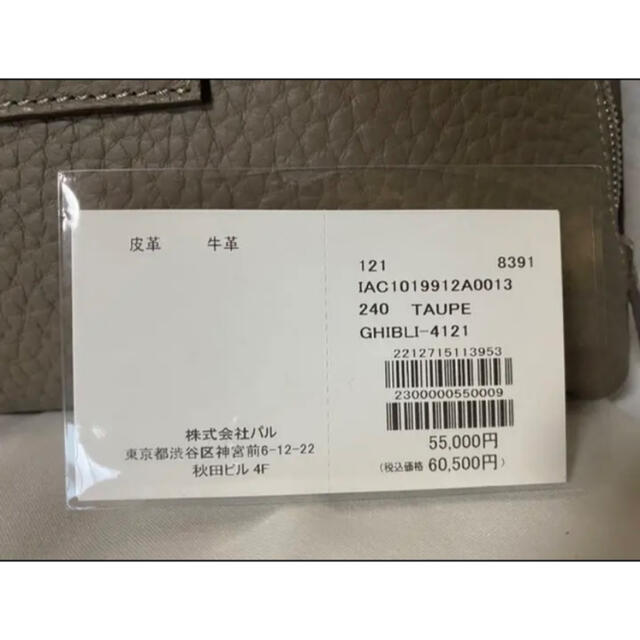 皮革 牛革
株式会社パル
東京都渋谷区神宮前6-12-22
秋田ビル 4F
121 8391
IAC1019912A0013
240 TAUPE
GHIBLI-4121
2212715113953
2300000550009
55,000円
(税込価格 60,500円)